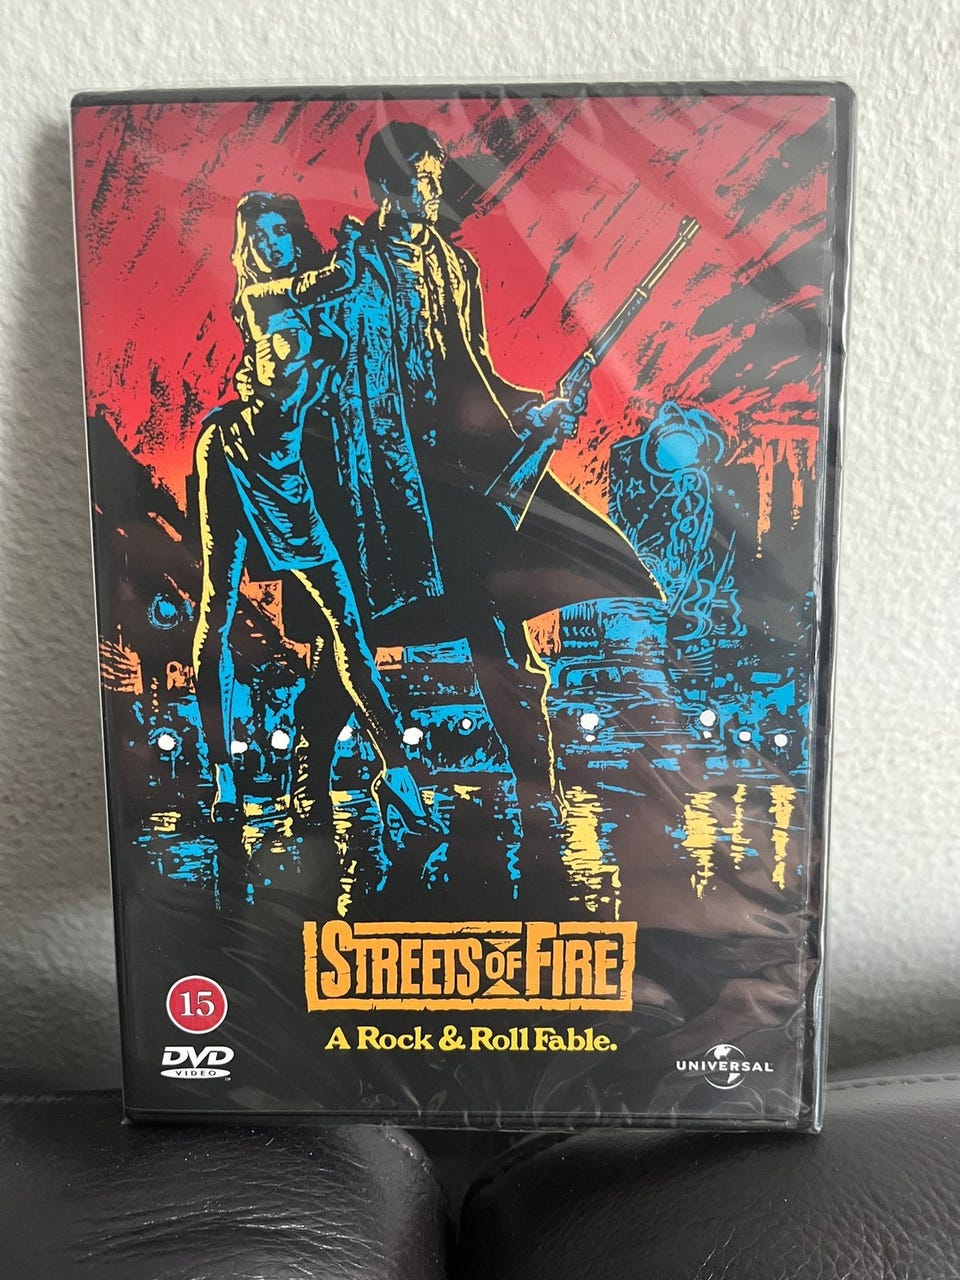 STREETS OF FIRE
A Rock & Roll Fable.
15
DVD
VIDEO
UNIVERSAL